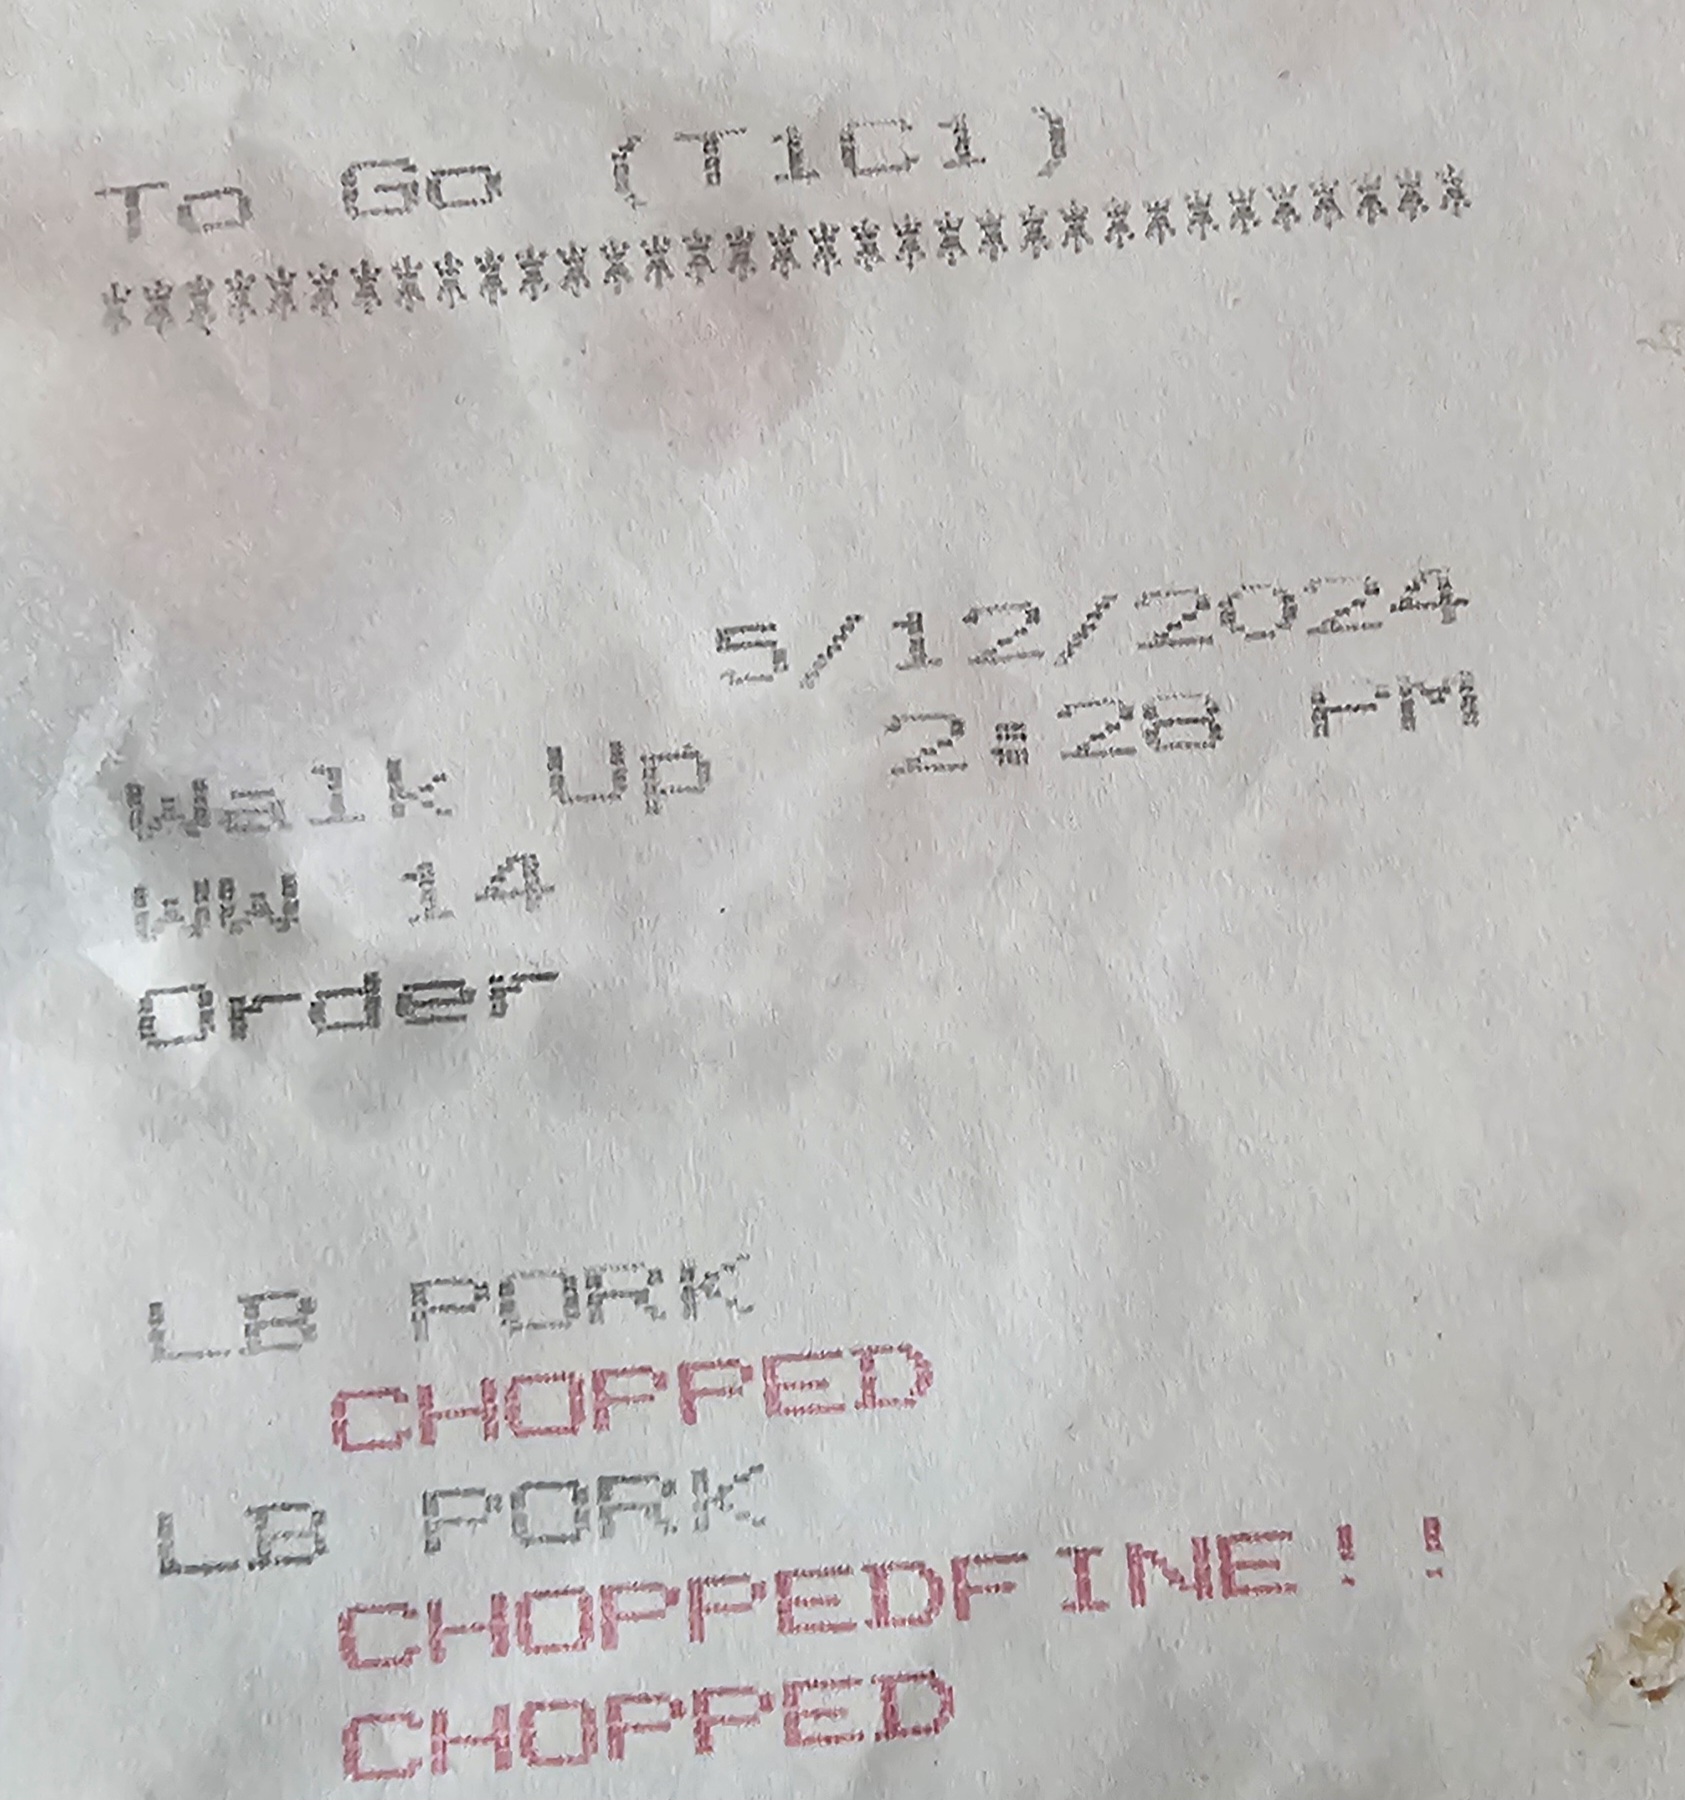 To Go (T1C1)
*********************************
5/12/2024
Walk Up 2:28 PM
WW 14
Order
LB PORK
CHOPPED
LB PORK
CHOPPEDFINE!!
CHOPPED